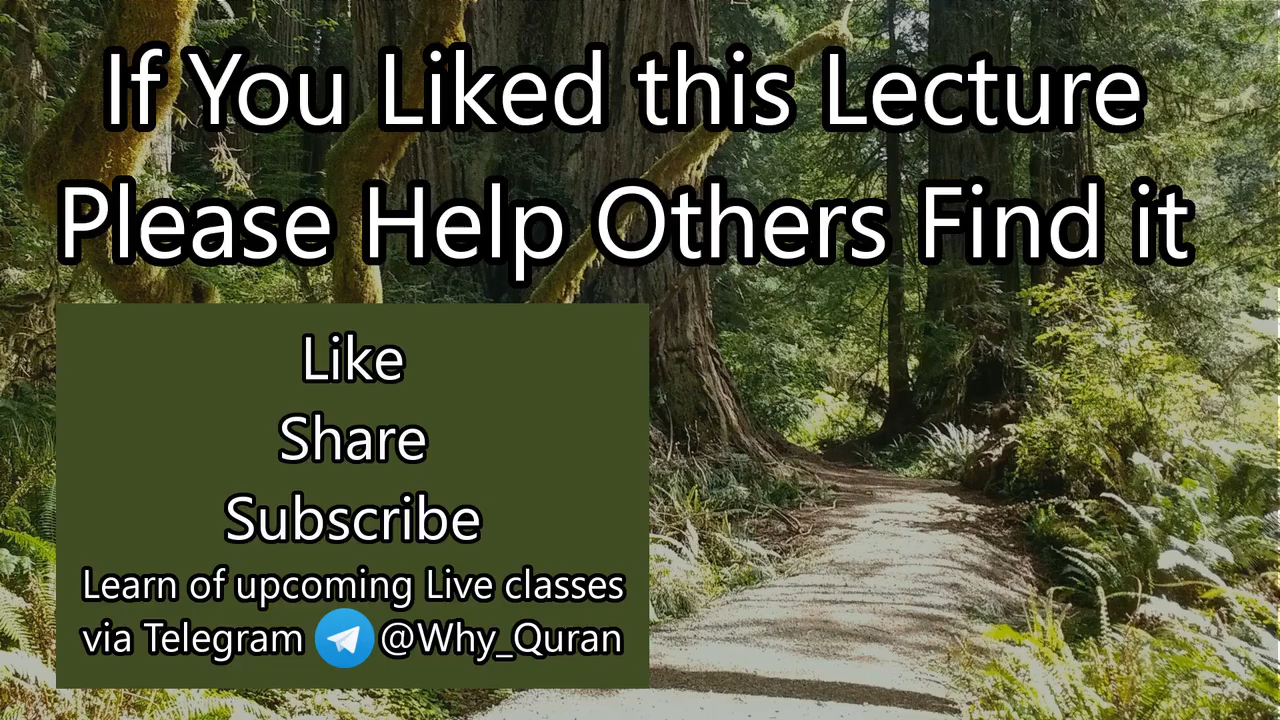 If You Liked this Lecture
Please Help Others Find it
Like
Share
Subscribe
Learn of upcoming Live classes
via Telegram @Why_Quran